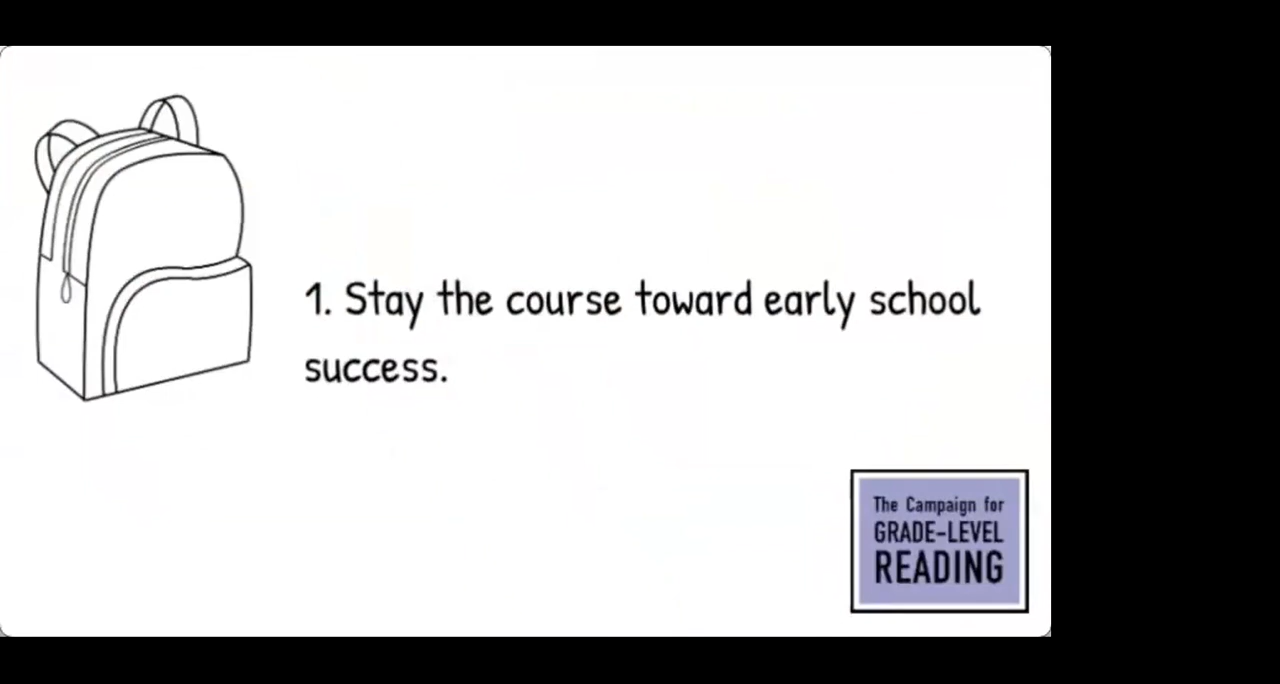 1. Stay the course toward early school
success.
The Campaign for
GRADE-LEVEL
READING